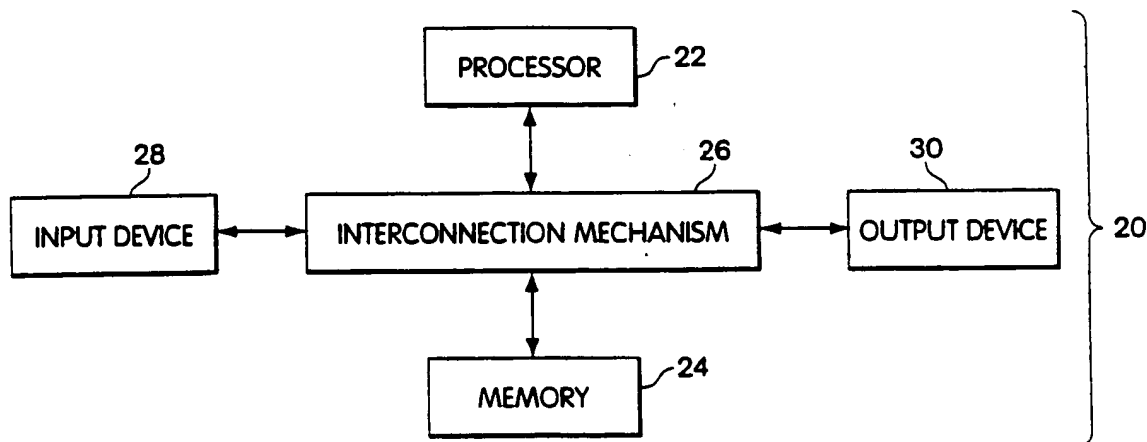 PROCESSOR
22
28
INPUT DEVICE
26
INTERCONNECTION MECHANISM
30
OUTPUT DEVICE
20
MEMORY
24